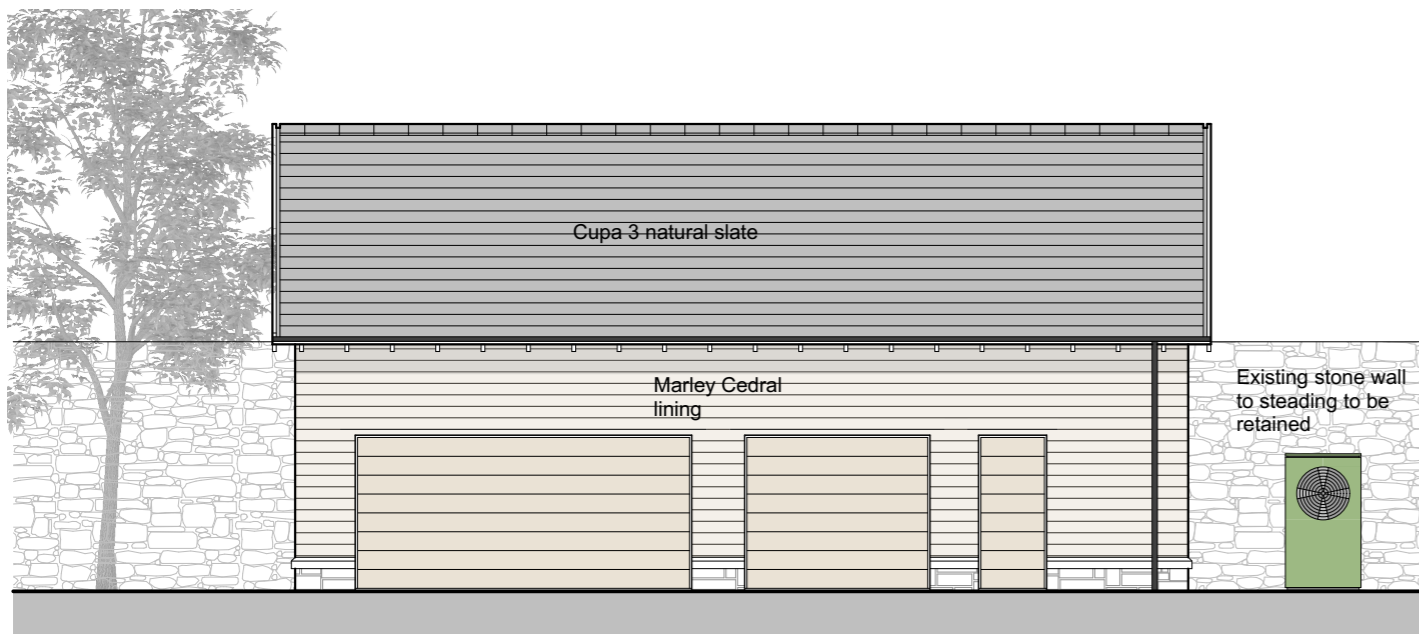 Cupa 3 natural slate
Marley Cedral
lining
Existing stone wall
to steading to be
retained